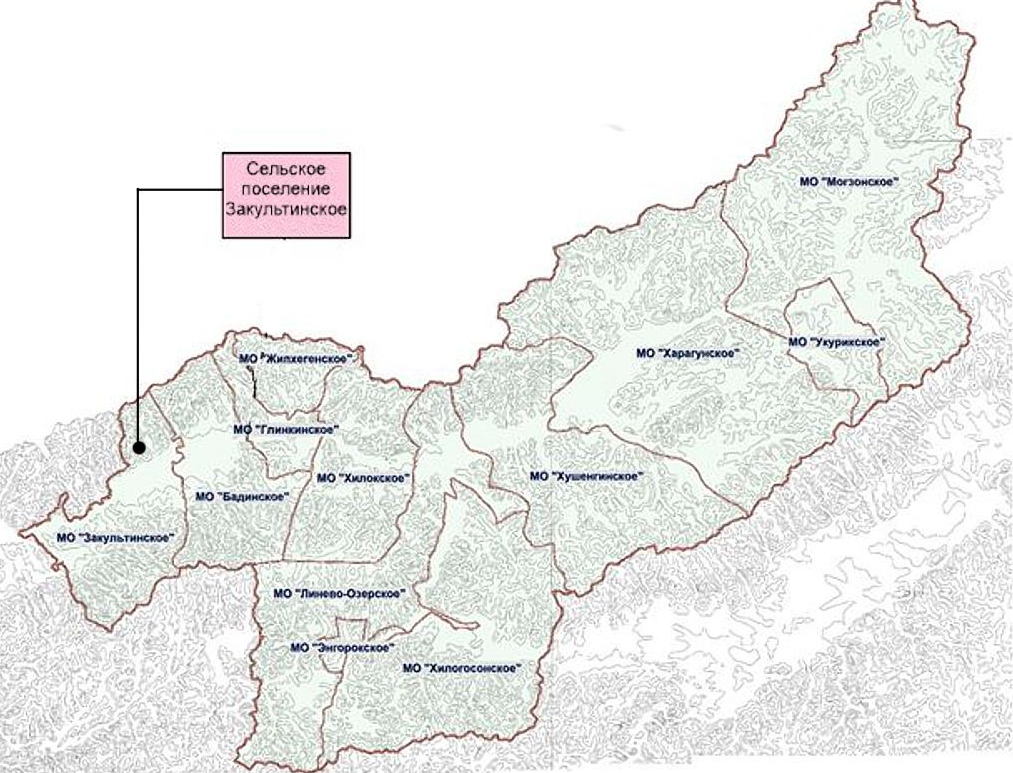 Сельское
поселение
Закультинское
МО "Могзонское"
МО "Укурикское"
МО "Харагунское"
МО "Жипхегенское"
МО "Глинкинское"
МО "Хилокское"
МО "Хушенгинское"
МО "Бадинское"
МО "Закультинское"
МО "Линево-Озерское"
МО "Энгорокское"
МО "Хилогосонское"